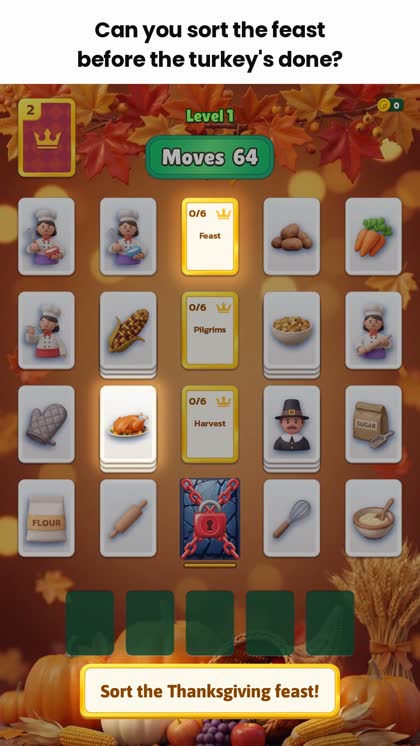 Can you sort the feast
before the turkey's done?
2
0
Level 1
Moves 64
0/6
Feast
0/6
Pilgrims
0/6
Harvest
SUGAR
FLOUR
Sort the Thanksgiving feast!